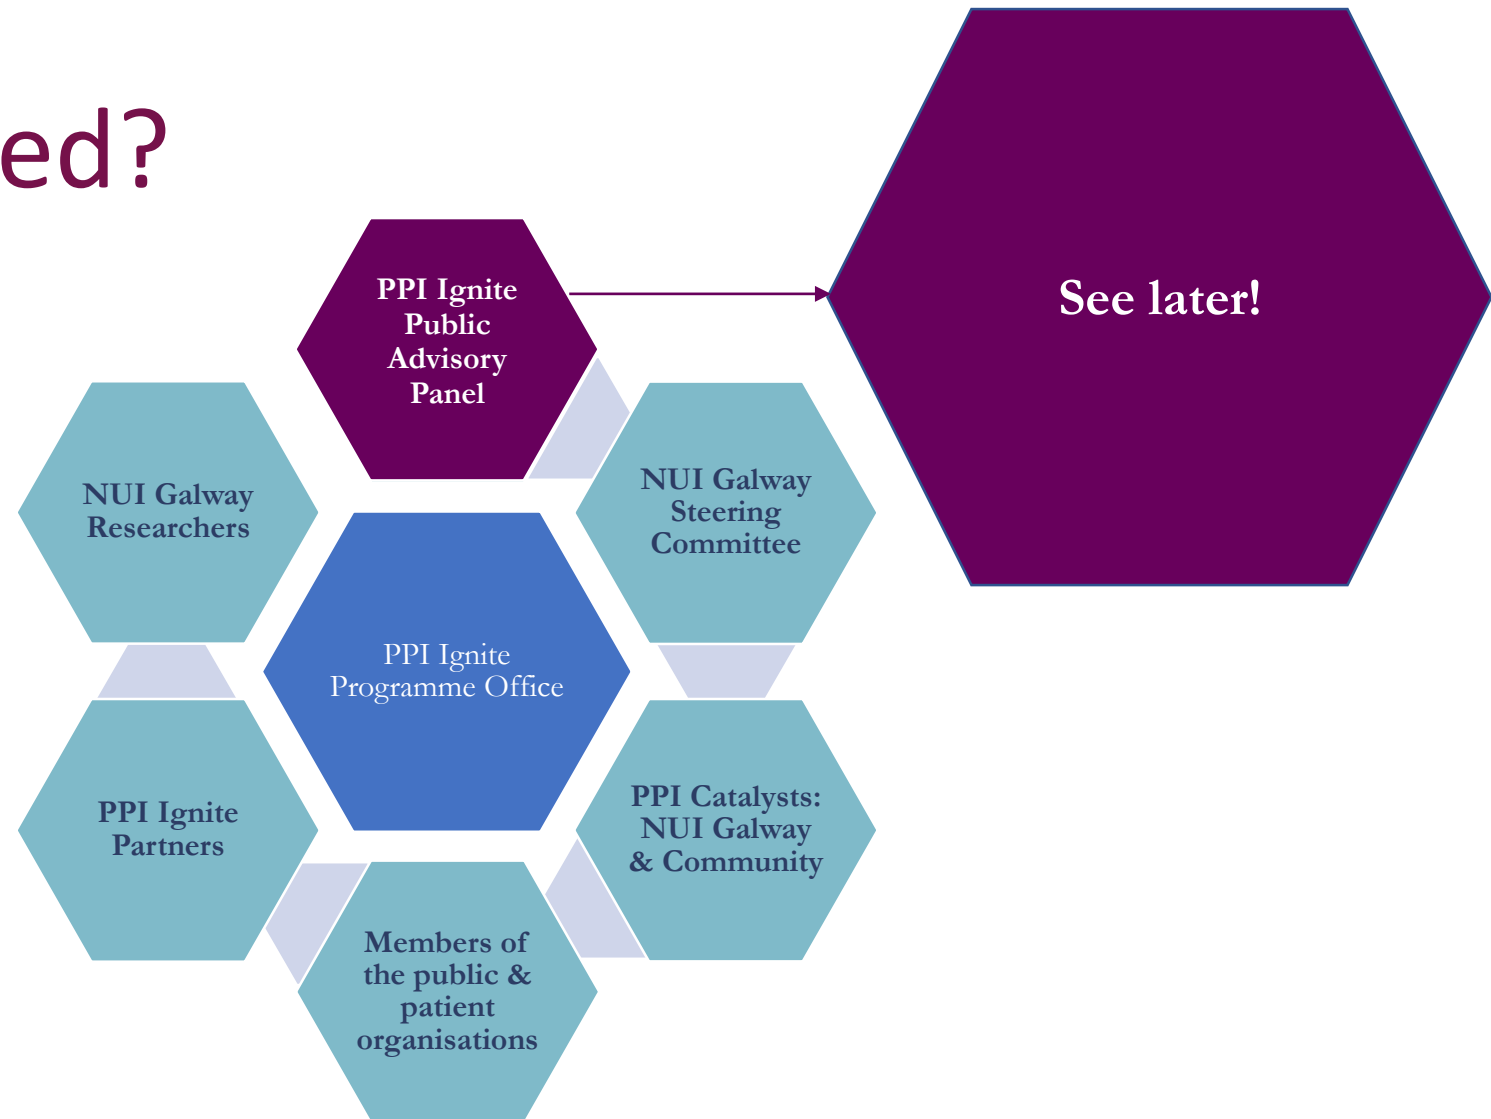 ed?
PPI Ignite
Public
Advisory
Panel
See later!
NUI Galway
Steering
Committee
NUI Galway
Researchers
PPI Ignite
Programme Office
PPI Catalysts:
NUI Galway
& Community
PPI Ignite
Partners
Members of
the public &
patient
organisations